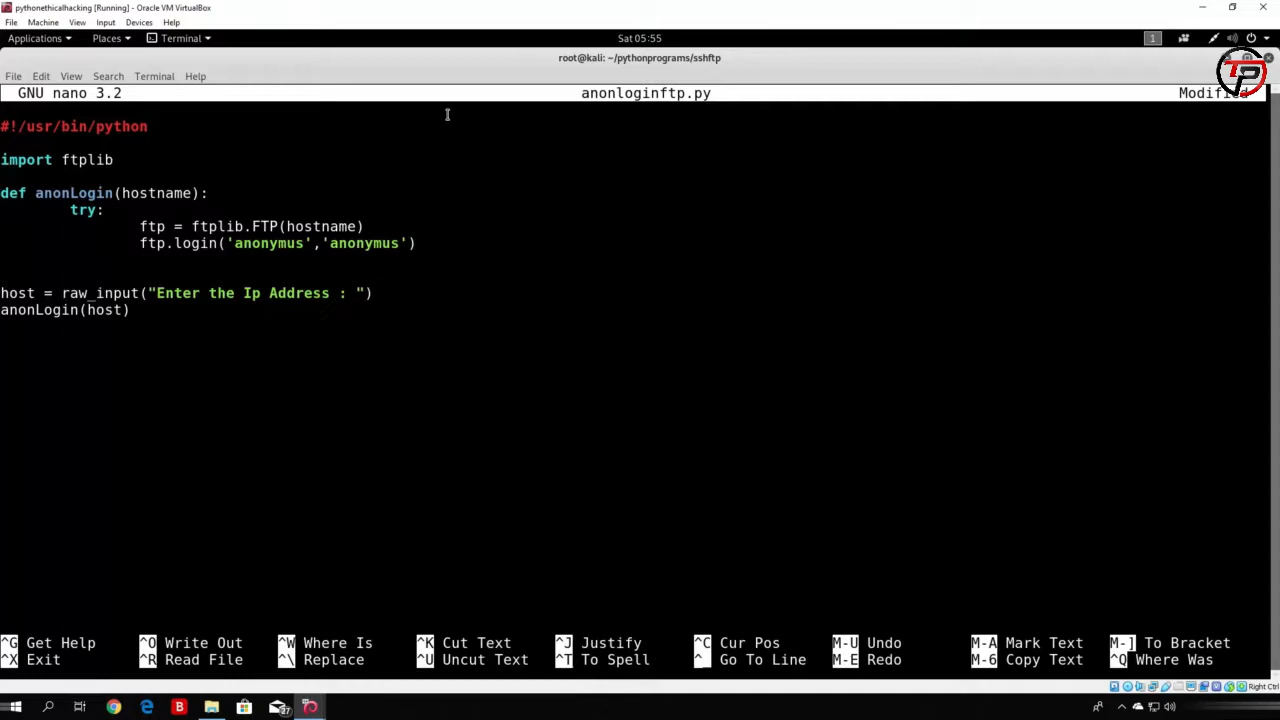 pythonethicalhacking [Running] - Oracle VM VirtualBox
File Machine View Input Devices Help
Applications Places Terminal Sat 05:55 1
root@kali: ~/pythonprograms/sshftp
File Edit View Search Terminal Help
GNU nano 3.2 anonloginftp.py Modified
#!/usr/bin/python
import ftplib
def anonLogin(hostname):
try:
ftp = ftplib.FTP(hostname)
ftp.login('anonymus','anonymus')
host = raw_input("Enter the Ip Address : ")
anonLogin(host)
^G Get Help ^O Write Out ^W Where Is ^K Cut Text ^J Justify ^C Cur Pos M-U Undo M-A Mark Text M-] To Bracket
^X Exit ^R Read File ^\ Replace ^U Uncut Text ^T To Spell ^_ Go To Line M-E Redo M-6 Copy Text ^Q Where Was
Right Ctrl
B 27